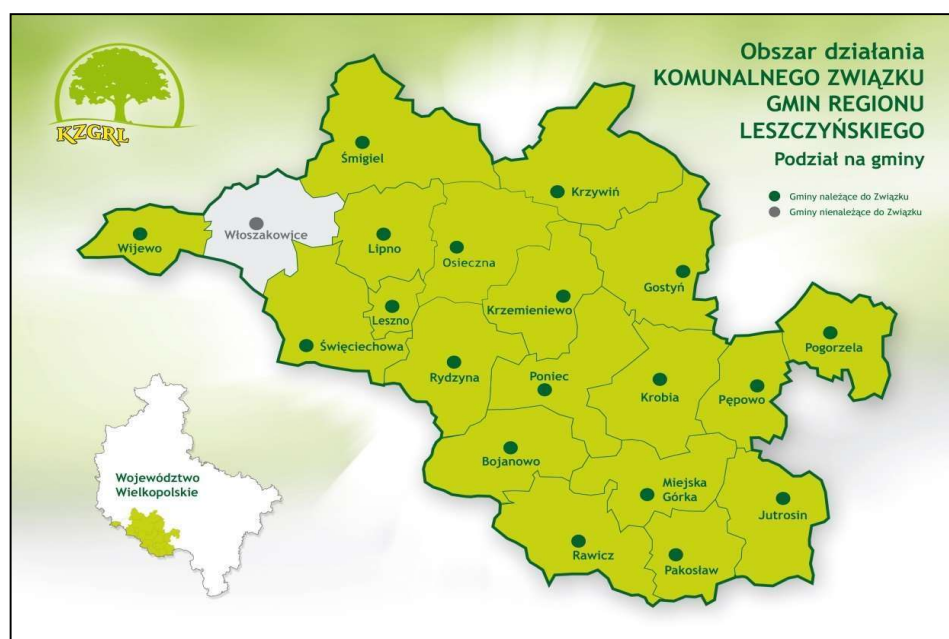 KZGRL
Obszar działania
KOMUNALNEGO ZWIĄZKU
GMIN REGIONU
LESZCZYŃSKIEGO
Podział na gminy
Gminy należące do Związku
Gminy nienależące do Związku
Śmigiel
Krzywiń
Włoszakowice
Wijewo
Lipno
Osieczna
Gostyń
Leszno
Krzemieniewo
Święciechowa
Pogorzela
Rydzyna
Poniec
Krobia
Pępowo
Bojanowo
Miejska
Górka
Jutrosin
Rawicz
Pakosław
Województwo
Wielkopolskie